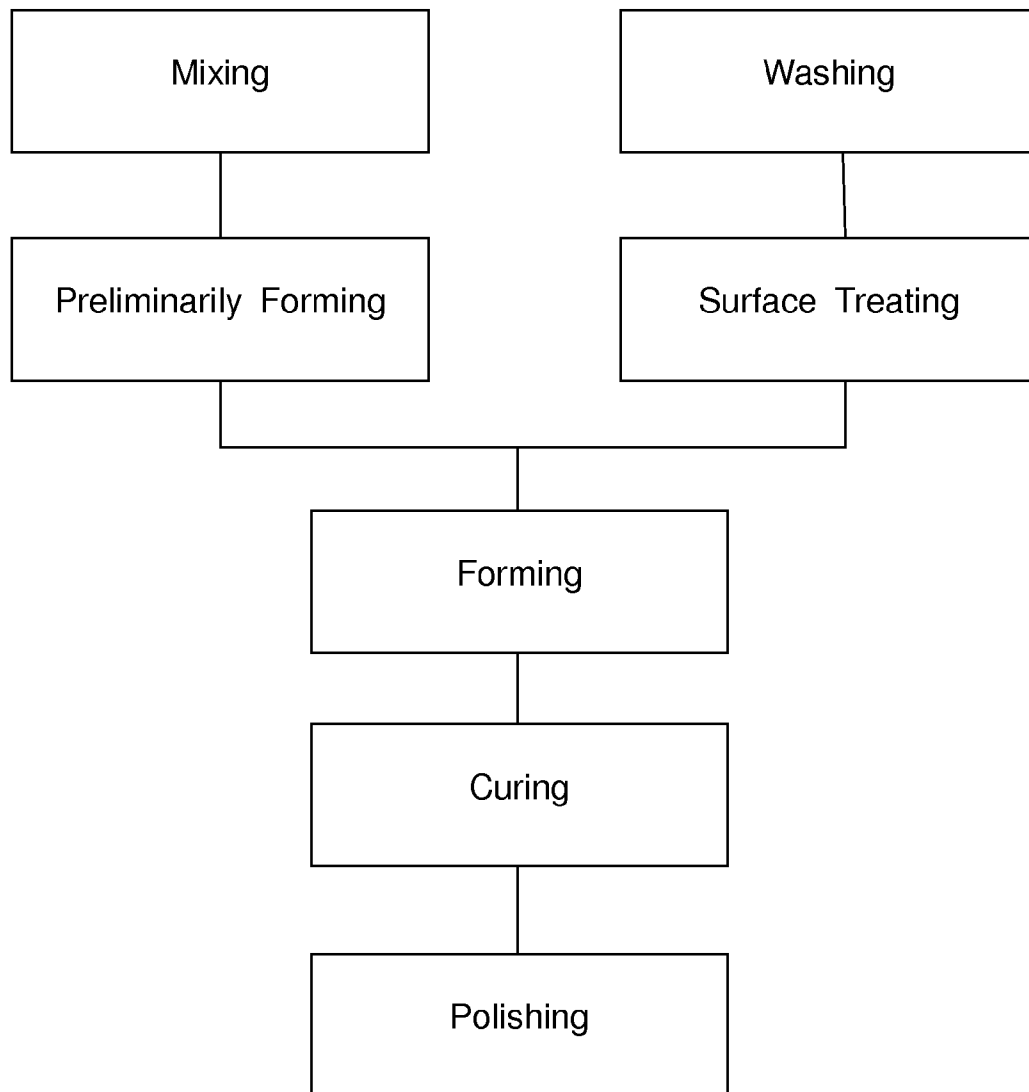 Mixing
Washing
Preliminarily Forming
Surface Treating
Forming
Curing
Polishing